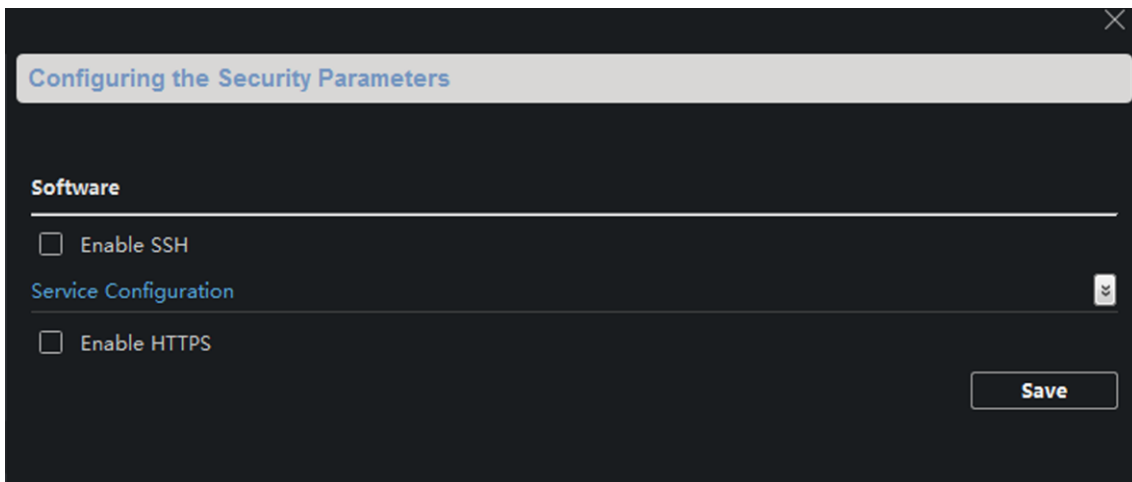 Configuring the Security Parameters
Software
Enable SSH
Service Configuration
Enable HTTPS
Save